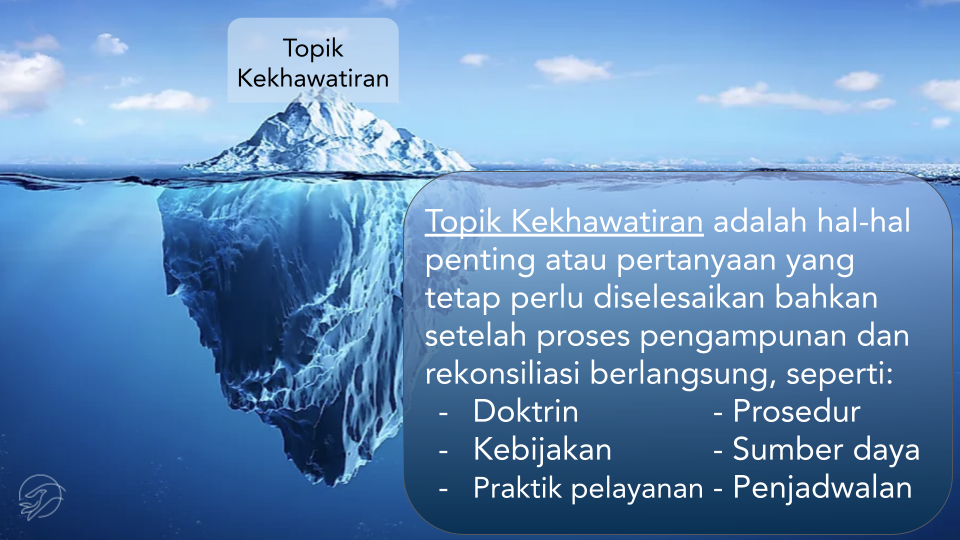 Topik
Kekhawatiran
Topik Kekhawatiran adalah hal-hal
penting atau pertanyaan yang
tetap perlu diselesaikan bahkan
setelah proses pengampunan dan
rekonsiliasi berlangsung, seperti:
- Doktrin - Prosedur
- Kebijakan - Sumber daya
- Praktik pelayanan - Penjadwalan